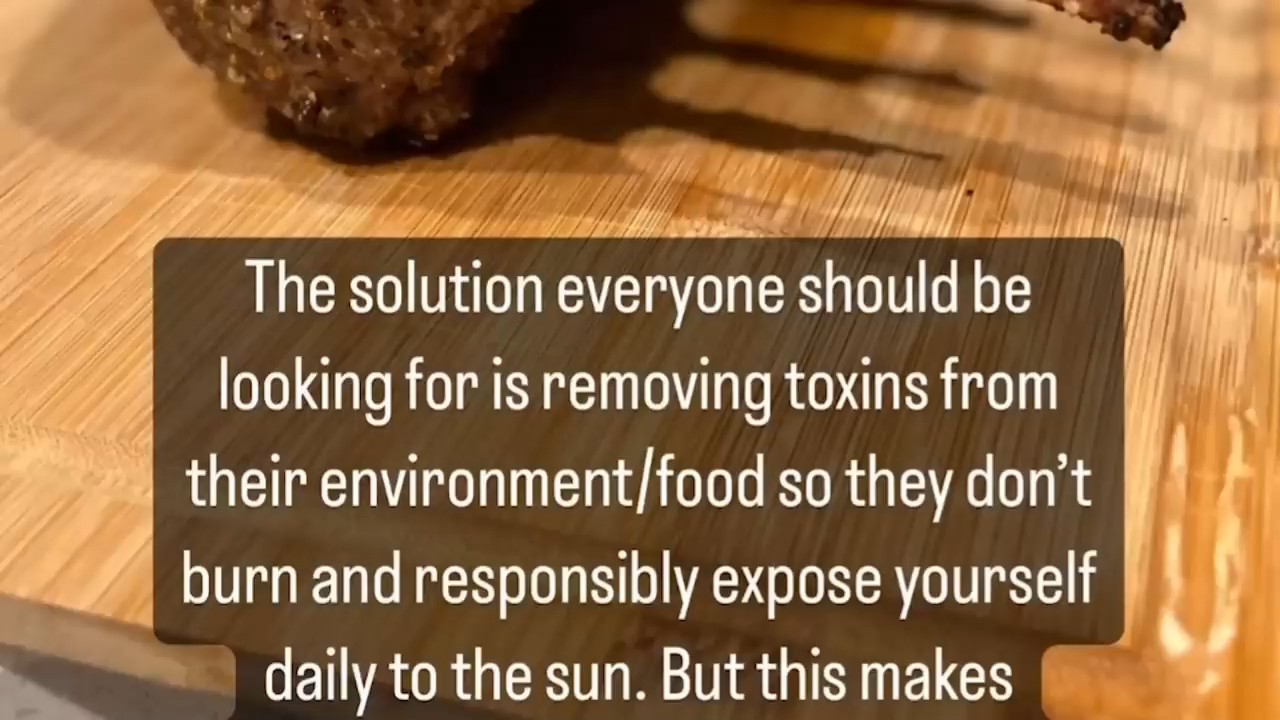 The solution everyone should be
looking for is removing toxins from
their environment/food so they don’t
burn and responsibly expose yourself
daily to the sun. But this makes